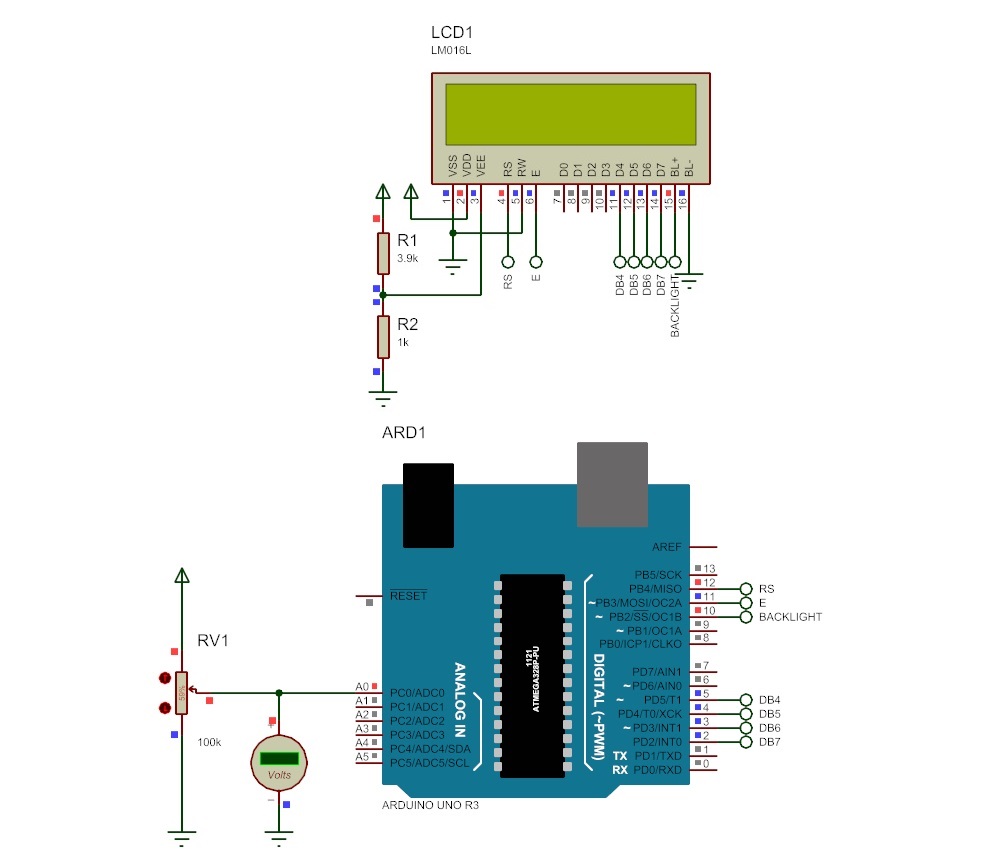 LCD1
LM016L
VSS VDD VEE RS RW E D0 D1 D2 D3 D4 D5 D6 D7 BL+ BL-
1 2 3 4 5 6 7 8 9 10 11 12 13 14 15 16
R1
3.9k
RS E DB4 DB5 DB6 DB7 BACKLIGHT
R2
1k
ARD1
AREF
RESET
PB5/SCK 13
PB4/MISO 12 RS
~PB3/MOSI/OC2A 11 E
~ PB2/SS/OC1B 10 BACKLIGHT
~ PB1/OC1A 9
PB0/ICP1/CLKO 8
RV1
100k
Volts
+
−
A0 PC0/ADC0
A1 PC1/ADC1
A2 PC2/ADC2
A3 PC3/ADC3
A4 PC4/ADC4/SDA
A5 PC5/ADC5/SCL
ANALOG IN
1121
ATMEGA328P-PU
DIGITAL (~PWM)
PD7/AIN1 7
~ PD6/AIN0 6
~ PD5/T1 5 DB4
PD4/T0/XCK 4 DB5
~ PD3/INT1 3 DB6
PD2/INT0 2 DB7
TX PD1/TXD 1
RX PD0/RXD 0
ARDUINO UNO R3